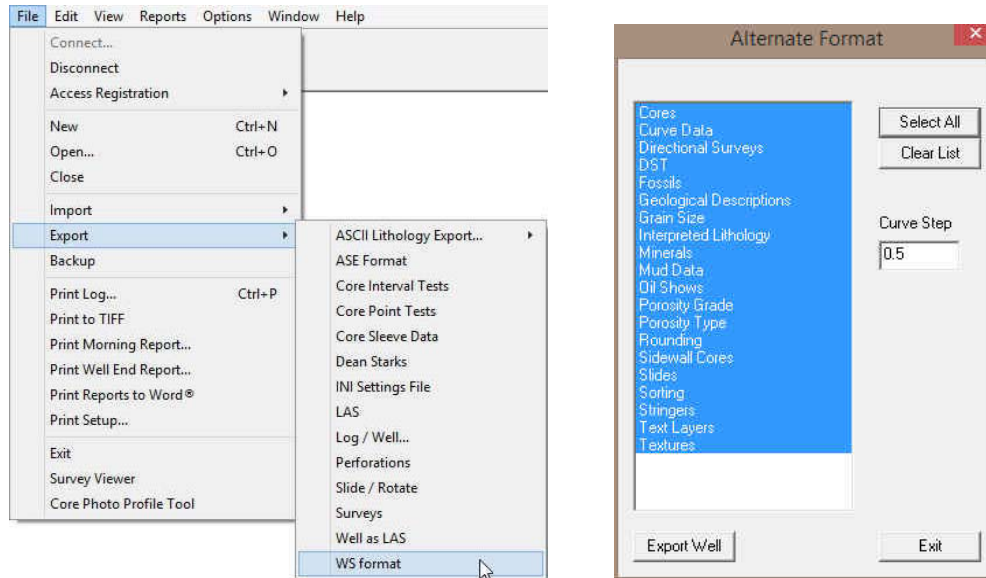 File Edit View Reports Options Window Help
Connect...
Disconnect
Access Registration
New Ctrl+N
Open... Ctrl+O
Close
Import
Export
Backup
Print Log... Ctrl+P
Print to TIFF
Print Morning Report...
Print Well End Report...
Print Reports to Word®
Print Setup...
Exit
Survey Viewer
Core Photo Profile Tool
ASCII Lithology Export...
ASE Format
Core Interval Tests
Core Point Tests
Core Sleeve Data
Dean Starks
INI Settings File
LAS
Log / Well...
Perforations
Slide / Rotate
Surveys
Well as LAS
WS format
Alternate Format
Cores
Curve Data
Directional Surveys
DST
Fossils
Geological Descriptions
Grain Size
Interpreted Lithology
Minerals
Mud Data
Oil Shows
Porosity Grade
Porosity Type
Rounding
Sidewall Cores
Slides
Sorting
Stringers
Text Layers
Textures
Select All
Clear List
Curve Step
0.5
Export Well
Exit